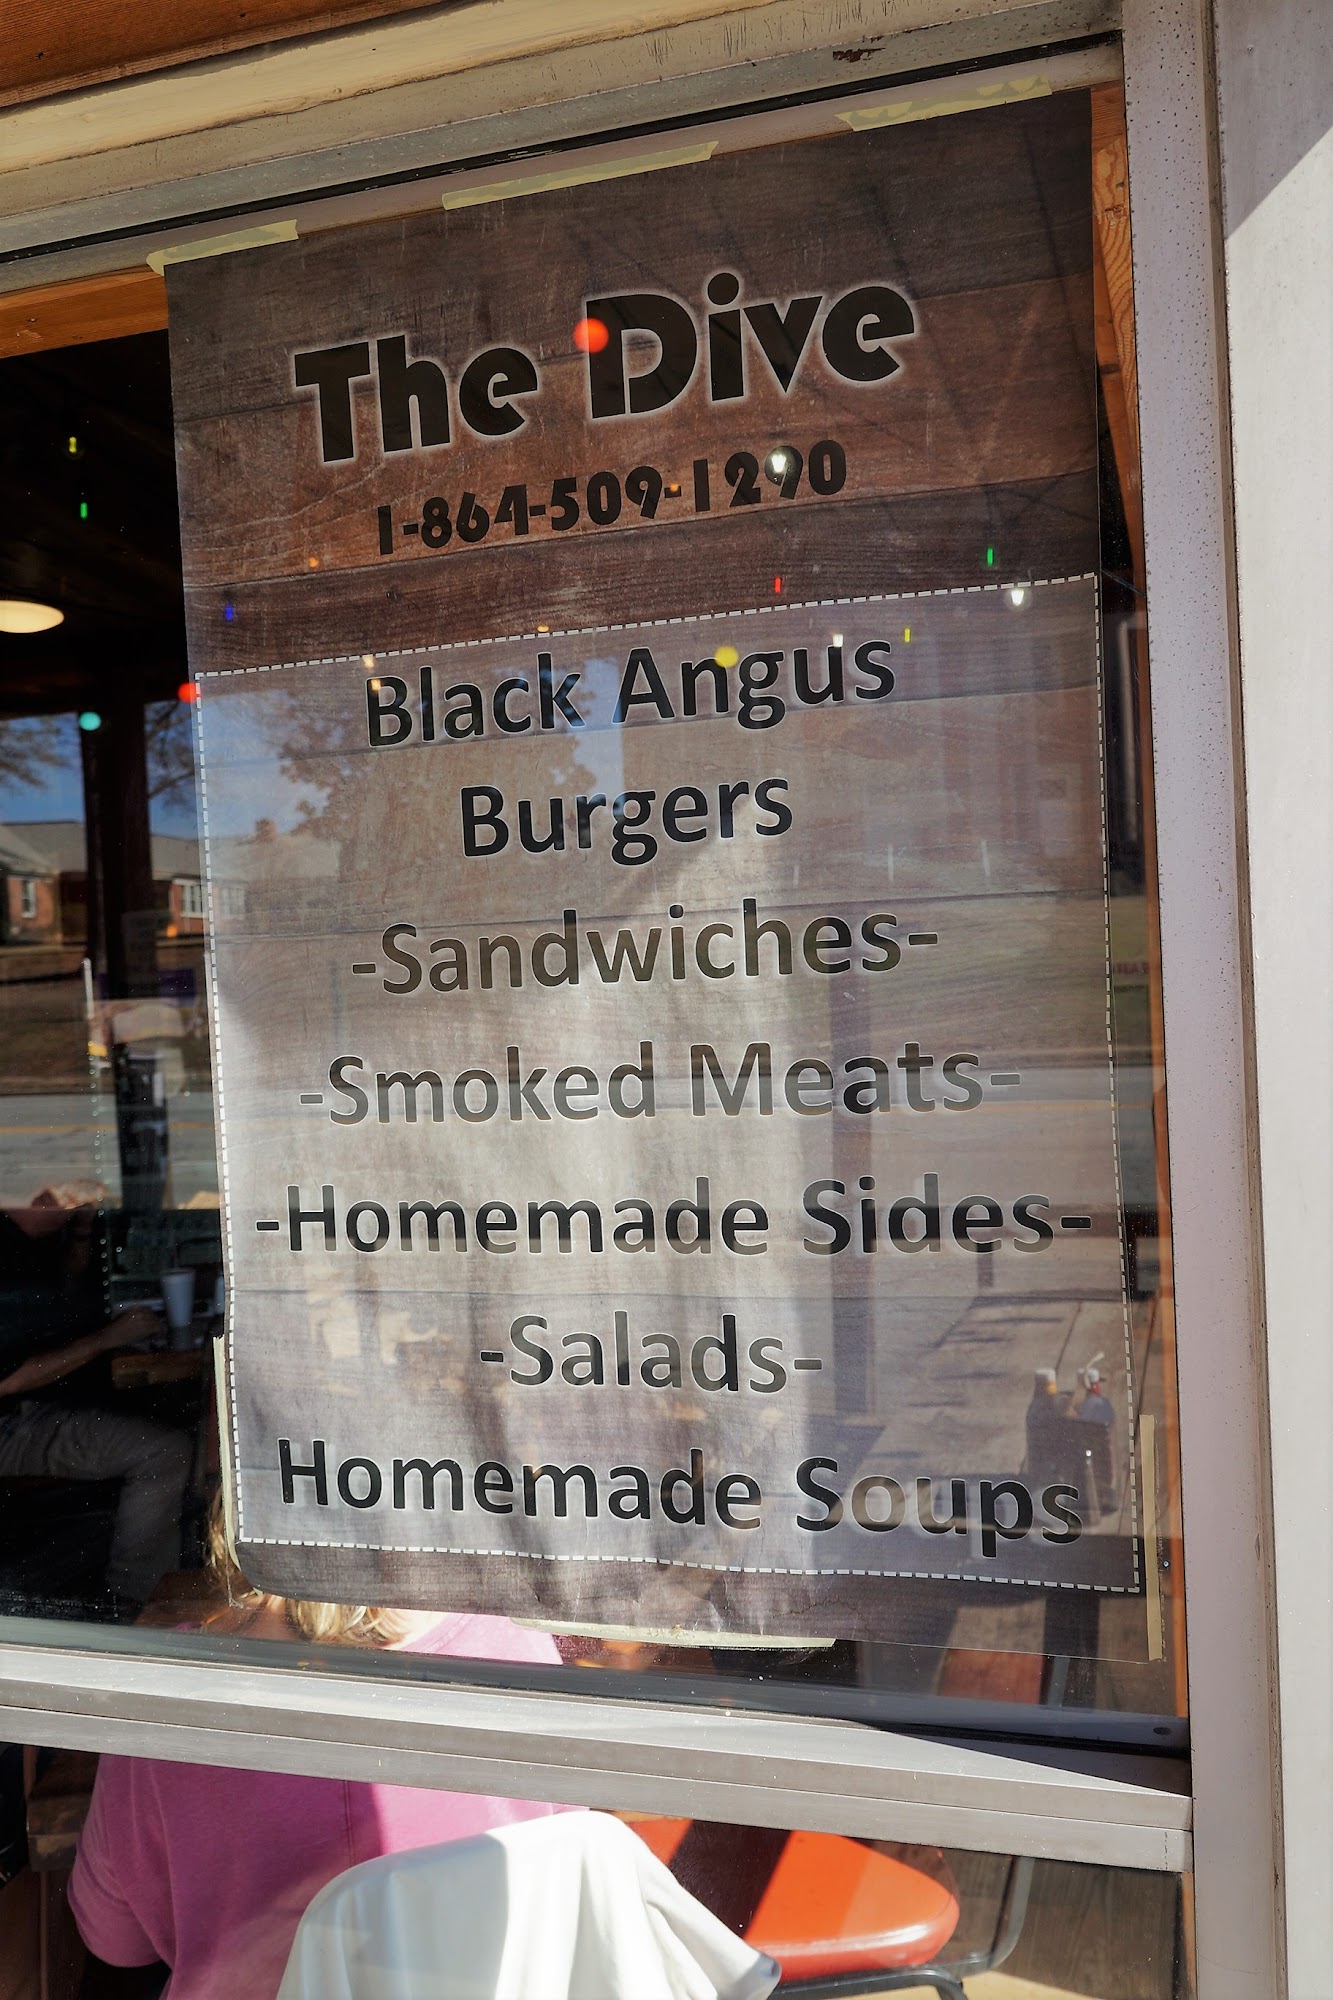 The Dive
1-864-509-1290
Black Angus
Burgers
-Sandwiches-
-Smoked Meats-
-Homemade Sides-
-Salads-
Homemade Soups